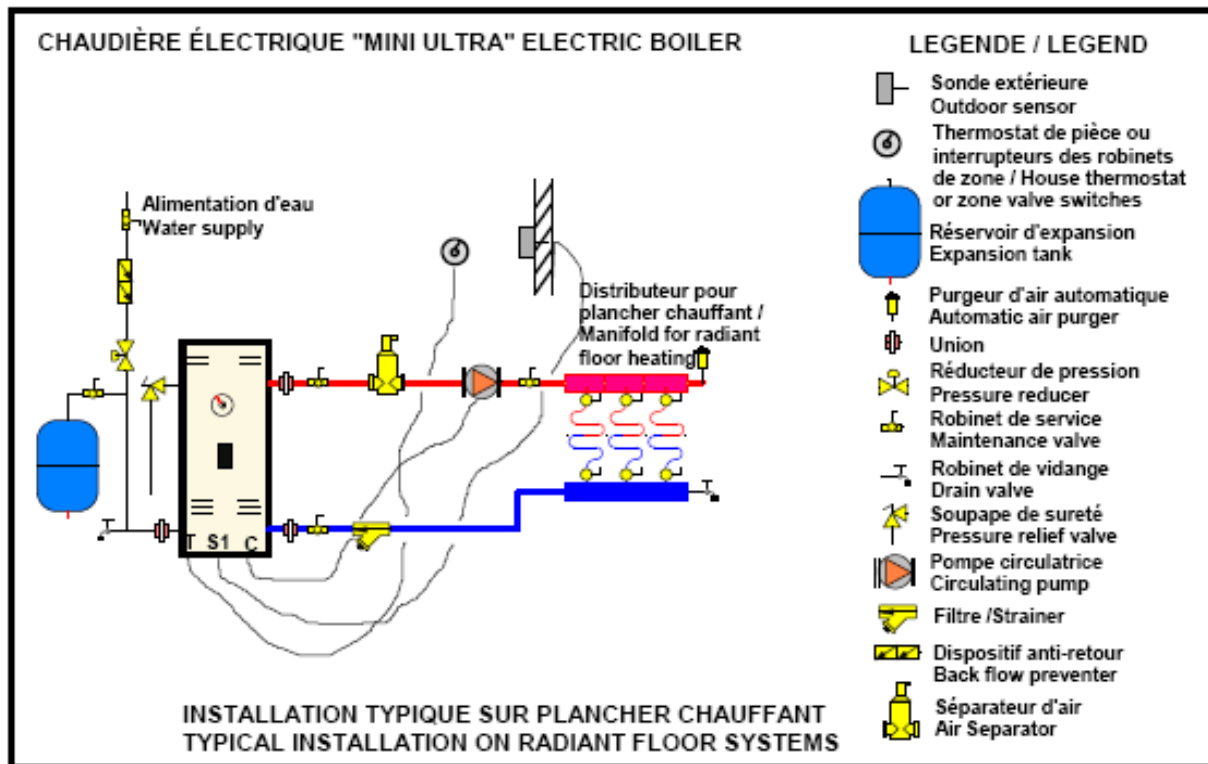 CHAUDIÈRE ÉLECTRIQUE "MINI ULTRA" ELECTRIC BOILER
LEGENDE / LEGEND
Sonde extérieure
Outdoor sensor
Thermostat de pièce ou
interrupteurs des robinets
de zone / House thermostat
or zone valve switches
Réservoir d'expansion
Expansion tank
Purgeur d'air automatique
Automatic air purger
Union
Réducteur de pression
Pressure reducer
Robinet de service
Maintenance valve
Robinet de vidange
Drain valve
Soupape de sureté
Pressure relief valve
Pompe circulatrice
Circulating pump
Filtre /Strainer
Dispositif anti-retour
Back flow preventer
Séparateur d'air
Air Separator
Alimentation d'eau
Water supply
Distributeur pour
plancher chauffant /
Manifold for radiant
floor heating
T S1 C
INSTALLATION TYPIQUE SUR PLANCHER CHAUFFANT
TYPICAL INSTALLATION ON RADIANT FLOOR SYSTEMS